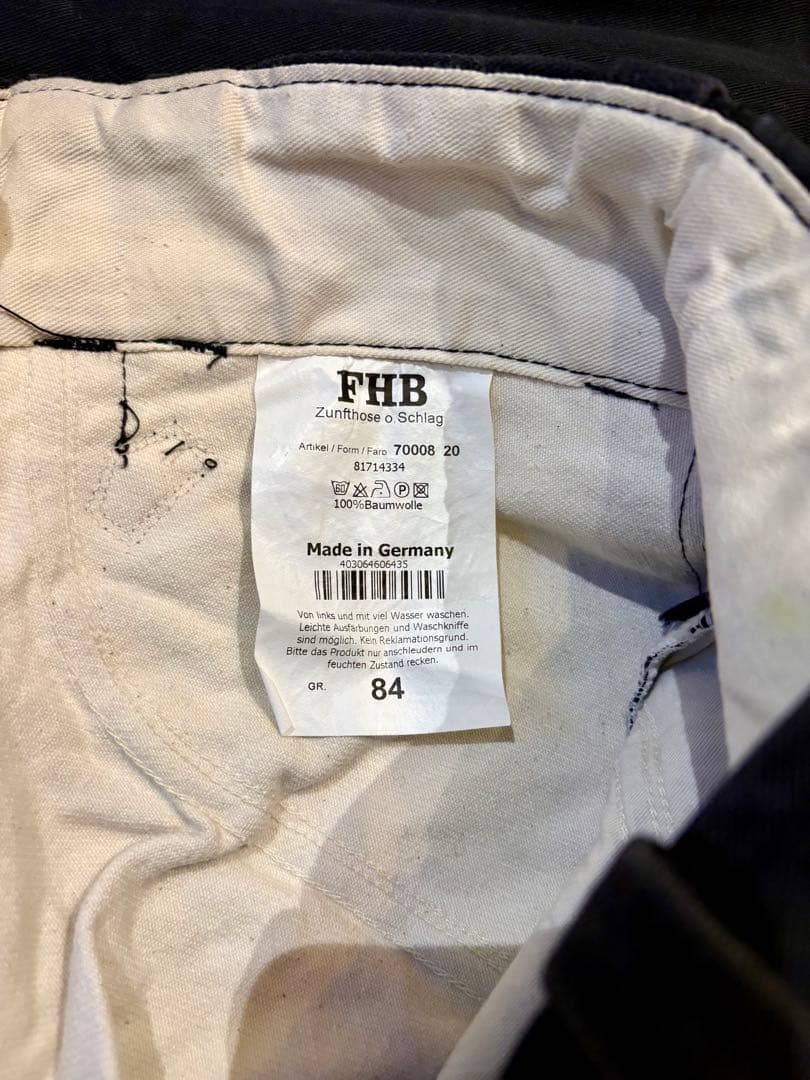 FHB
Zunfthose o.Schlag
Artikel / Form / Farb 70008 20
81714334
60 P
100%Baumwolle
Made in Germany
403064606435
Von links und mit viel Wasser waschen.
Leichte Ausfärbungen und Waschkniffe
sind möglich. Kein Reklamationsgrund.
Bitte das Produkt nur anschleudern und im
feuchten Zustand recken.
GR. 84